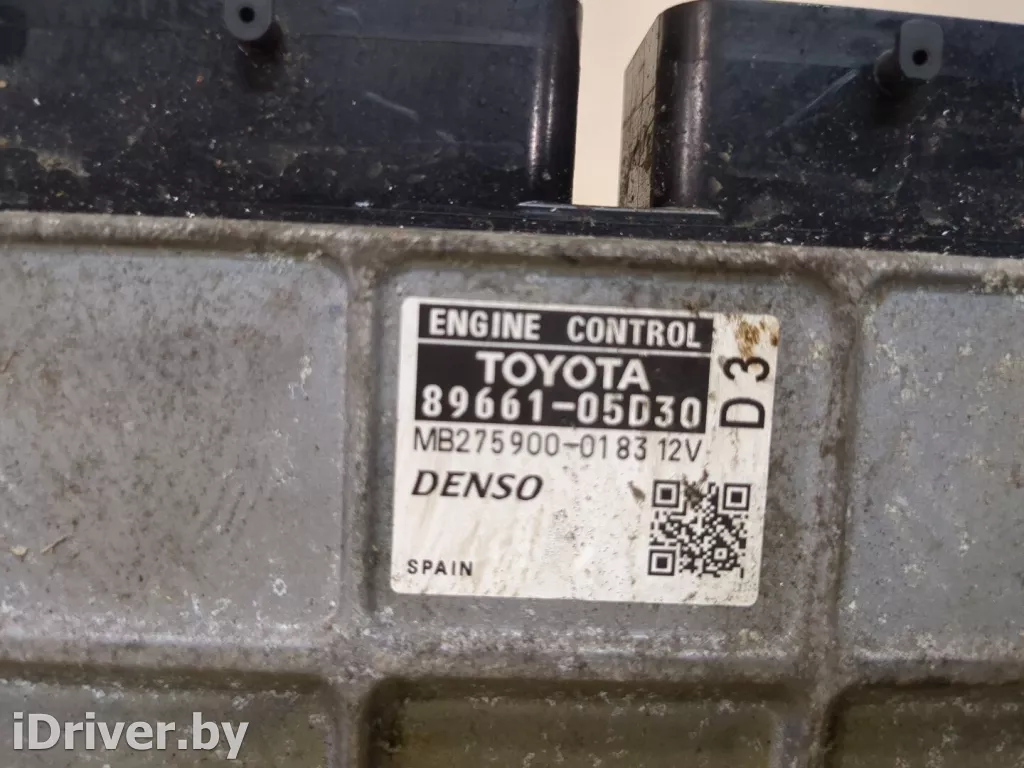 ENGINE CONTROL
TOYOTA
89661-05D30
D3
MB275900-0183 12V
DENSO
SPAIN
iDriver.by